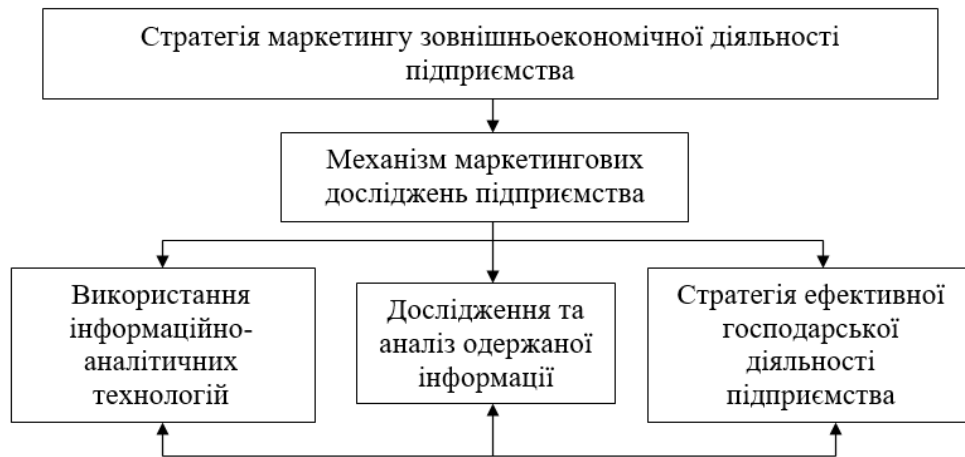 Стратегія маркетингу зовнішньоекономічної діяльності
підприємства
Механізм маркетингових
досліджень підприємства
Використання
інформаційно-
аналітичних
технологій
Дослідження та
аналіз одержаної
інформації
Стратегія ефективної
господарської
діяльності
підприємства